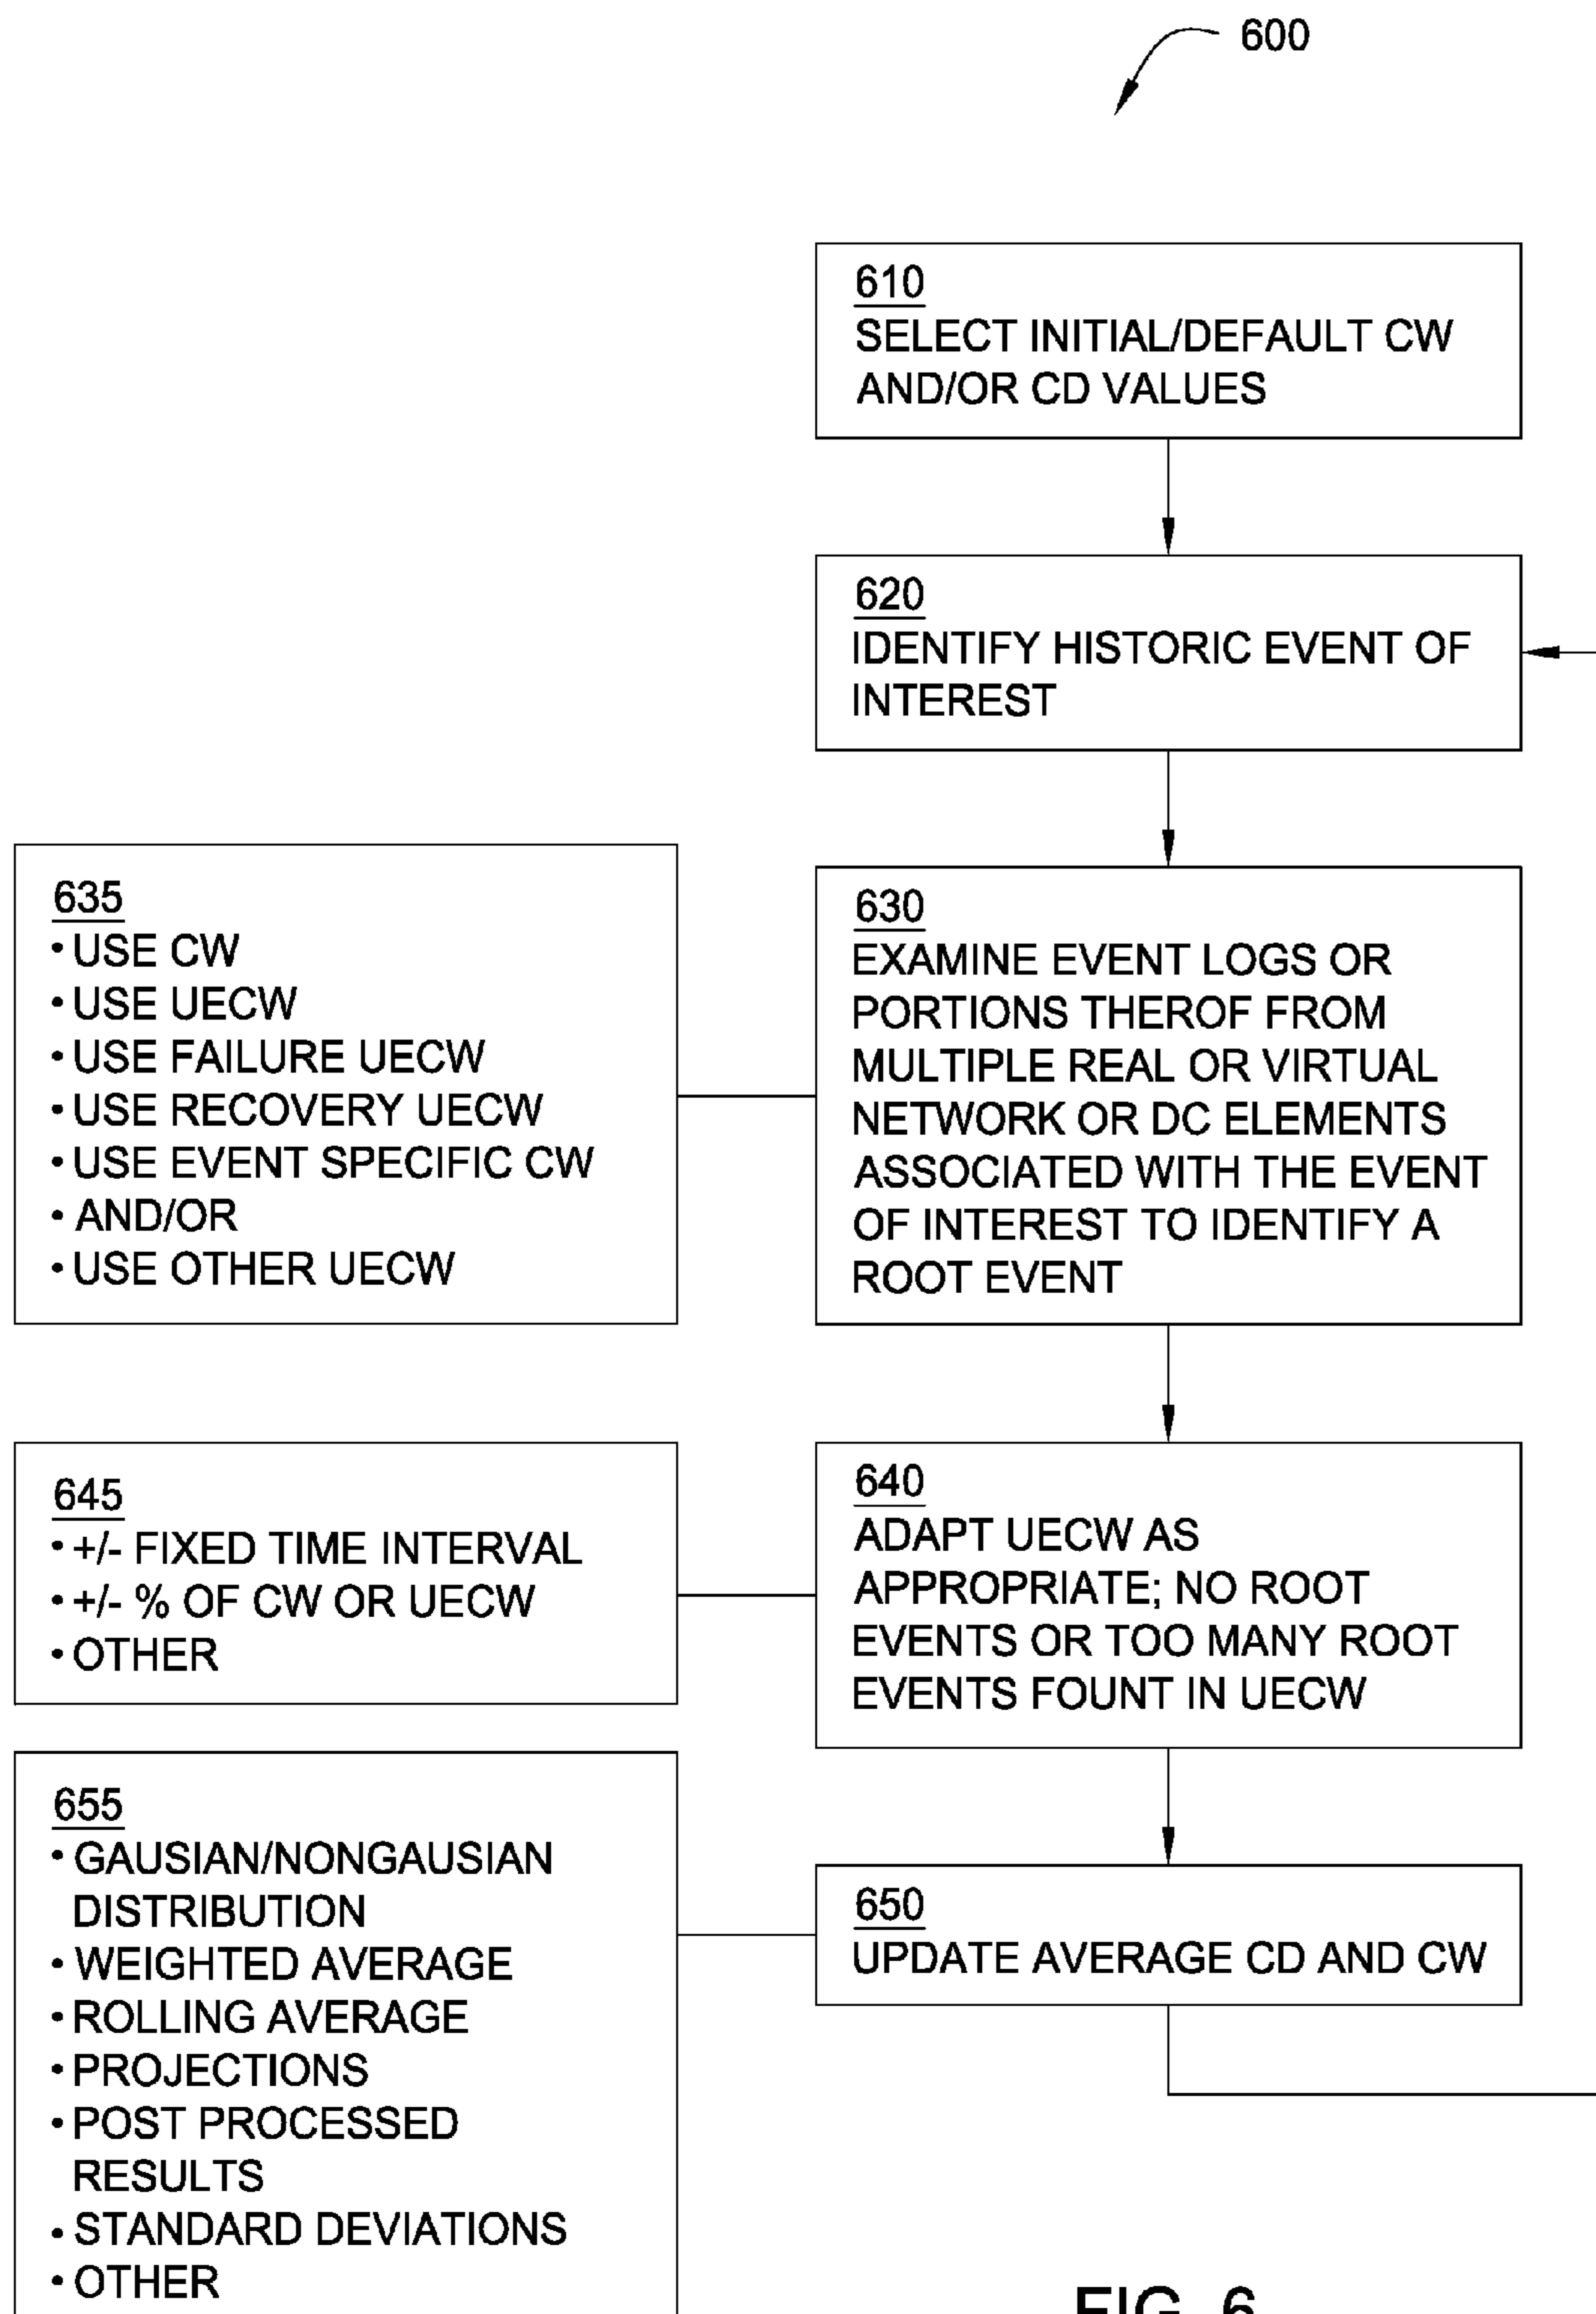 600
610
SELECT INITIAL/DEFAULT CW
AND/OR CD VALUES
620
IDENTIFY HISTORIC EVENT OF
INTEREST
635
• USE CW
• USE UECW
• USE FAILURE UECW
• USE RECOVERY UECW
• USE EVENT SPECIFIC CW
• AND/OR
• USE OTHER UECW
630
EXAMINE EVENT LOGS OR
PORTIONS THEROF FROM
MULTIPLE REAL OR VIRTUAL
NETWORK OR DC ELEMENTS
ASSOCIATED WITH THE EVENT
OF INTEREST TO IDENTIFY A
ROOT EVENT
645
• +/- FIXED TIME INTERVAL
• +/- % OF CW OR UECW
• OTHER
640
ADAPT UECW AS
APPROPRIATE; NO ROOT
EVENTS OR TOO MANY ROOT
EVENTS FOUNT IN UECW
655
• GAUSIAN/NONGAUSIAN
DISTRIBUTION
• WEIGHTED AVERAGE
• ROLLING AVERAGE
• PROJECTIONS
• POST PROCESSED
RESULTS
• STANDARD DEVIATIONS
• OTHER
650
UPDATE AVERAGE CD AND CW
FIG. 6